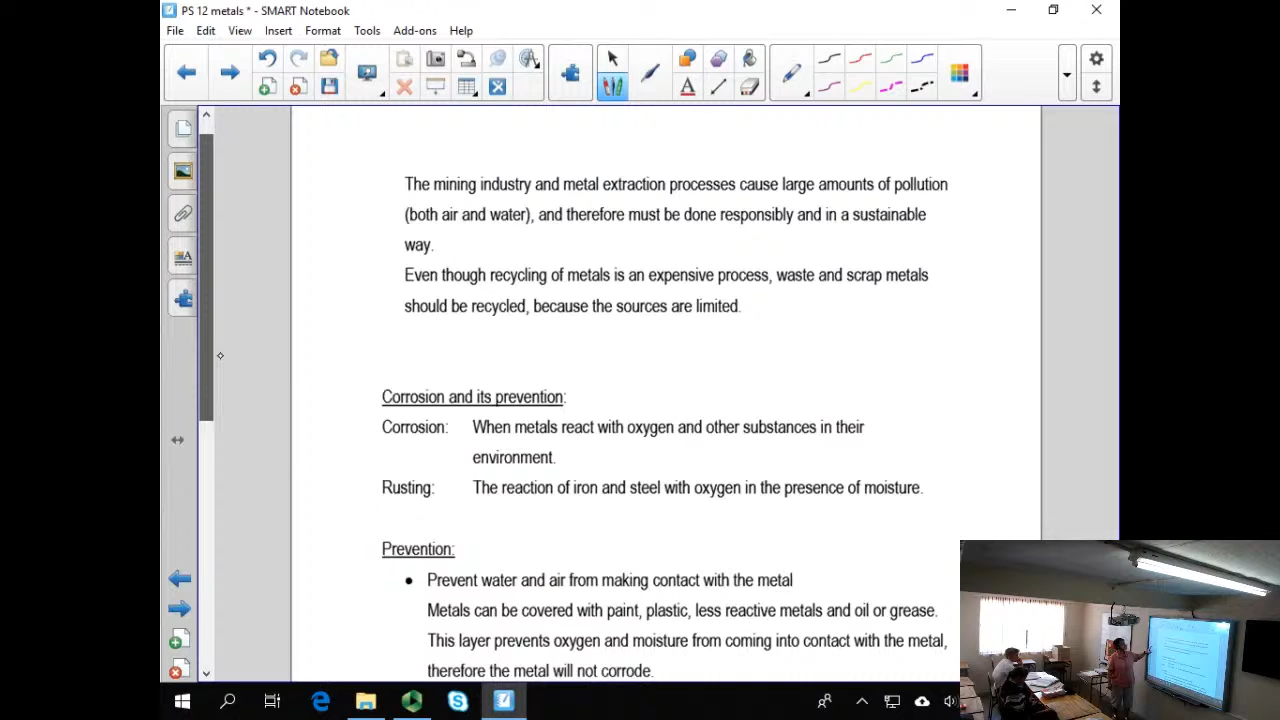 PS 12 metals * - SMART Notebook
File Edit View Insert Format Tools Add-ons Help
The mining industry and metal extraction processes cause large amounts of pollution
(both air and water), and therefore must be done responsibly and in a sustainable
way.
Even though recycling of metals is an expensive process, waste and scrap metals
should be recycled, because the sources are limited.
Corrosion and its prevention:
Corrosion: When metals react with oxygen and other substances in their
environment.
Rusting: The reaction of iron and steel with oxygen in the presence of moisture.
Prevention:
• Prevent water and air from making contact with the metal
Metals can be covered with paint, plastic, less reactive metals and oil or grease.
This layer prevents oxygen and moisture from coming into contact with the metal,
therefore the metal will not corrode.